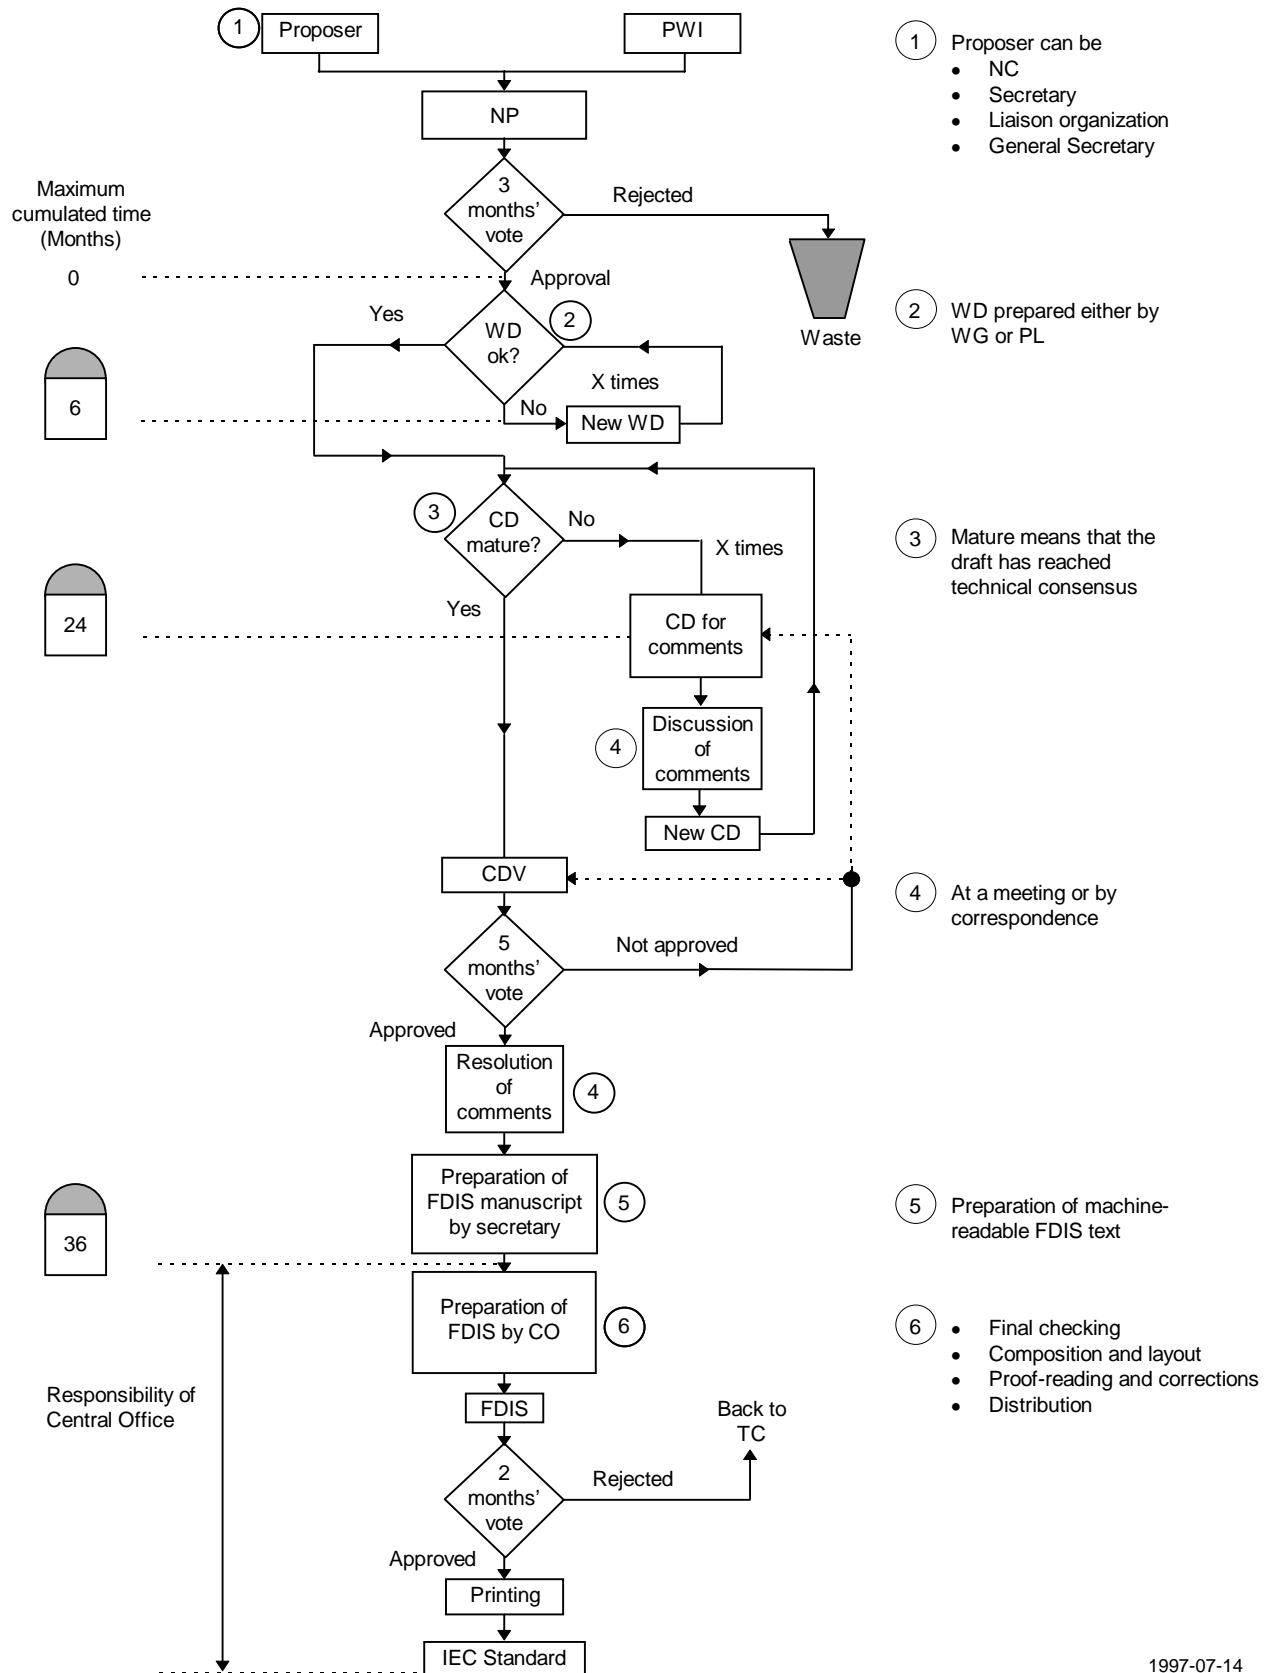 1
Proposer
PWI
1
Proposer can be
• NC
• Secretary
• Liaison organization
• General Secretary
NP
Maximum
cumulated time
(Months)
0
3
months'
vote
Rejected
Approval
Waste
2
WD prepared either by
WG or PL
Yes
WD
ok?
2
X times
No
New WD
6
3
CD
mature?
No
X times
Yes
3
Mature means that the
draft has reached
technical consensus
24
CD for
comments
4
Discussion
of
comments
New CD
CDV
4
At a meeting or by
correspondence
5
months'
vote
Not approved
Approved
Resolution
of
comments
4
Preparation of
FDIS manuscript
by secretary
5
5
Preparation of machine-
readable FDIS text
36
Preparation of
FDIS by CO
6
6
• Final checking
• Composition and layout
• Proof-reading and corrections
• Distribution
Responsibility of
Central Office
FDIS
Back to
TC
2
months'
vote
Rejected
Approved
Printing
IEC Standard
1997-07-14